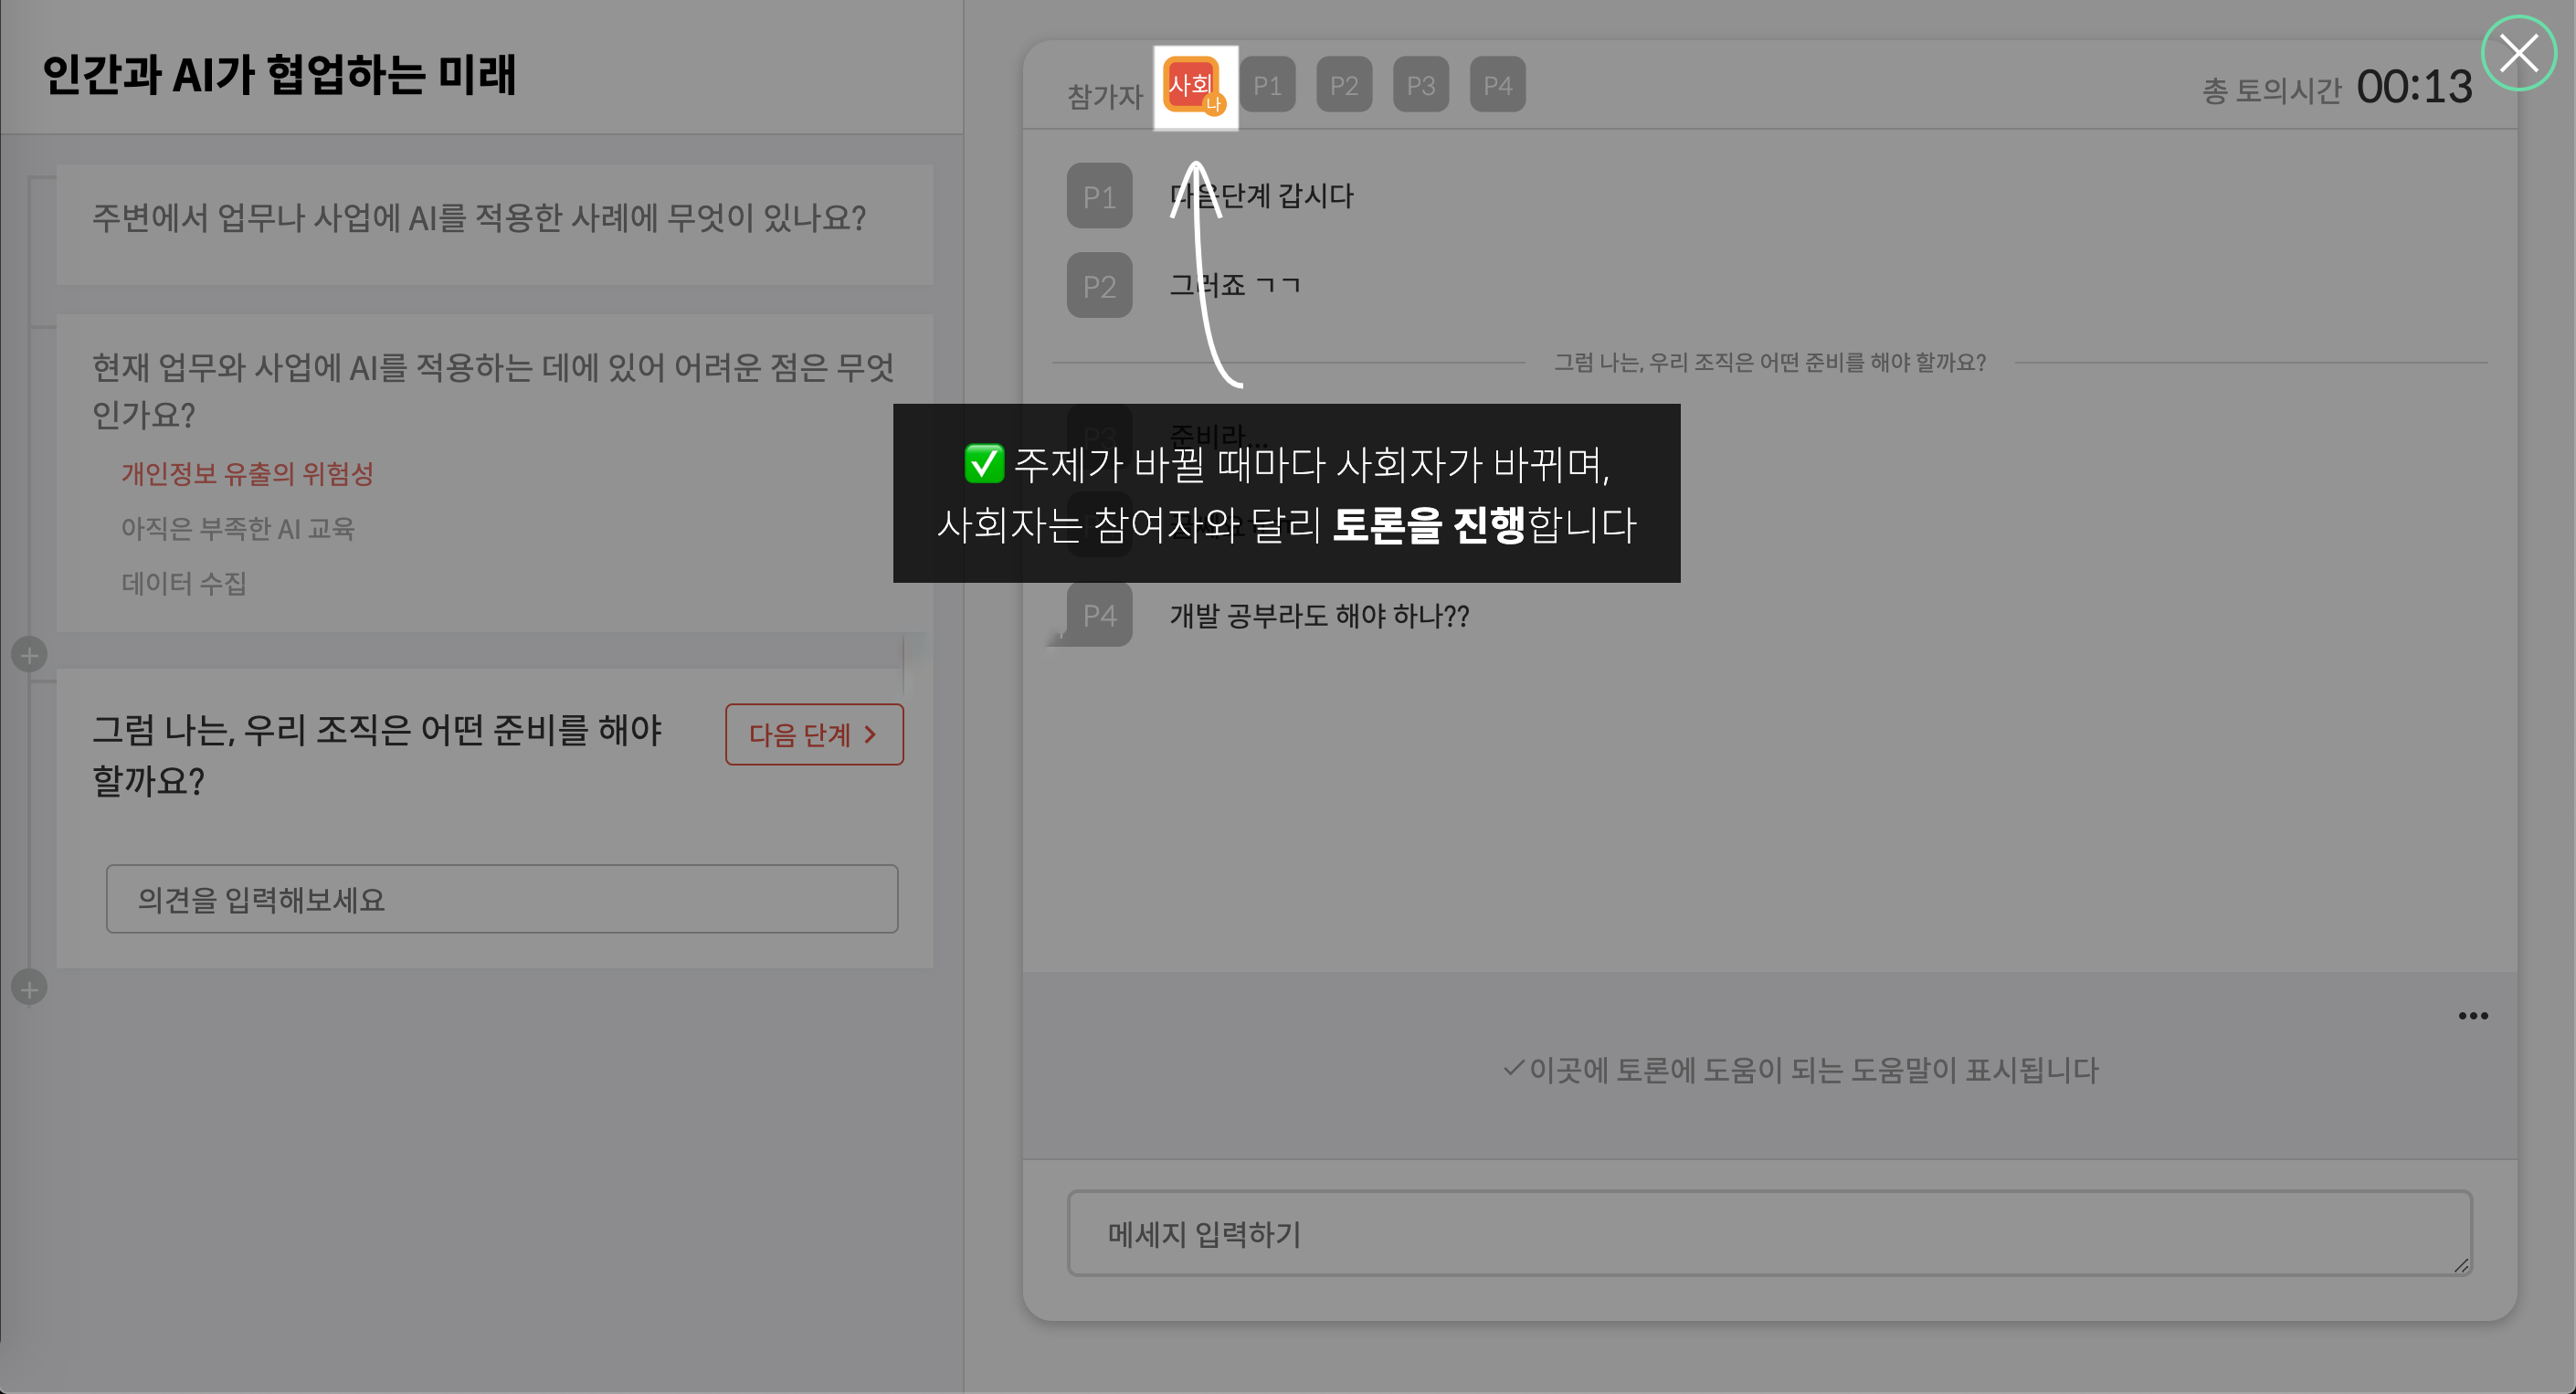 인간과 AI가 협업하는 미래
주변에서 업무나 사업에 AI를 적용한 사례에 무엇이 있나요?
현재 업무와 사업에 AI를 적용하는 데에 있어 어려운 점은 무엇
인가요?
개인정보 유출의 위험성
아직은 부족한 AI 교육
데이터 수집
그럼 나는, 우리 조직은 어떤 준비를 해야
할까요?
다음 단계 >
의견을 입력해보세요
참가자 사회 나 P1 P2 P3 P4
총 토의시간 00:13
P1 다음단계 갑시다
P2 그러죠 ㄱㄱ
그럼 나는, 우리 조직은 어떤 준비를 해야 할까요?
P3 준비라...
✅ 주제가 바뀔 때마다 사회자가 바뀌며,
사회자는 참여자와 달리 토론을 진행합니다
P4 개발 공부라도 해야 하나??
✓이곳에 토론에 도움이 되는 도움말이 표시됩니다
메세지 입력하기